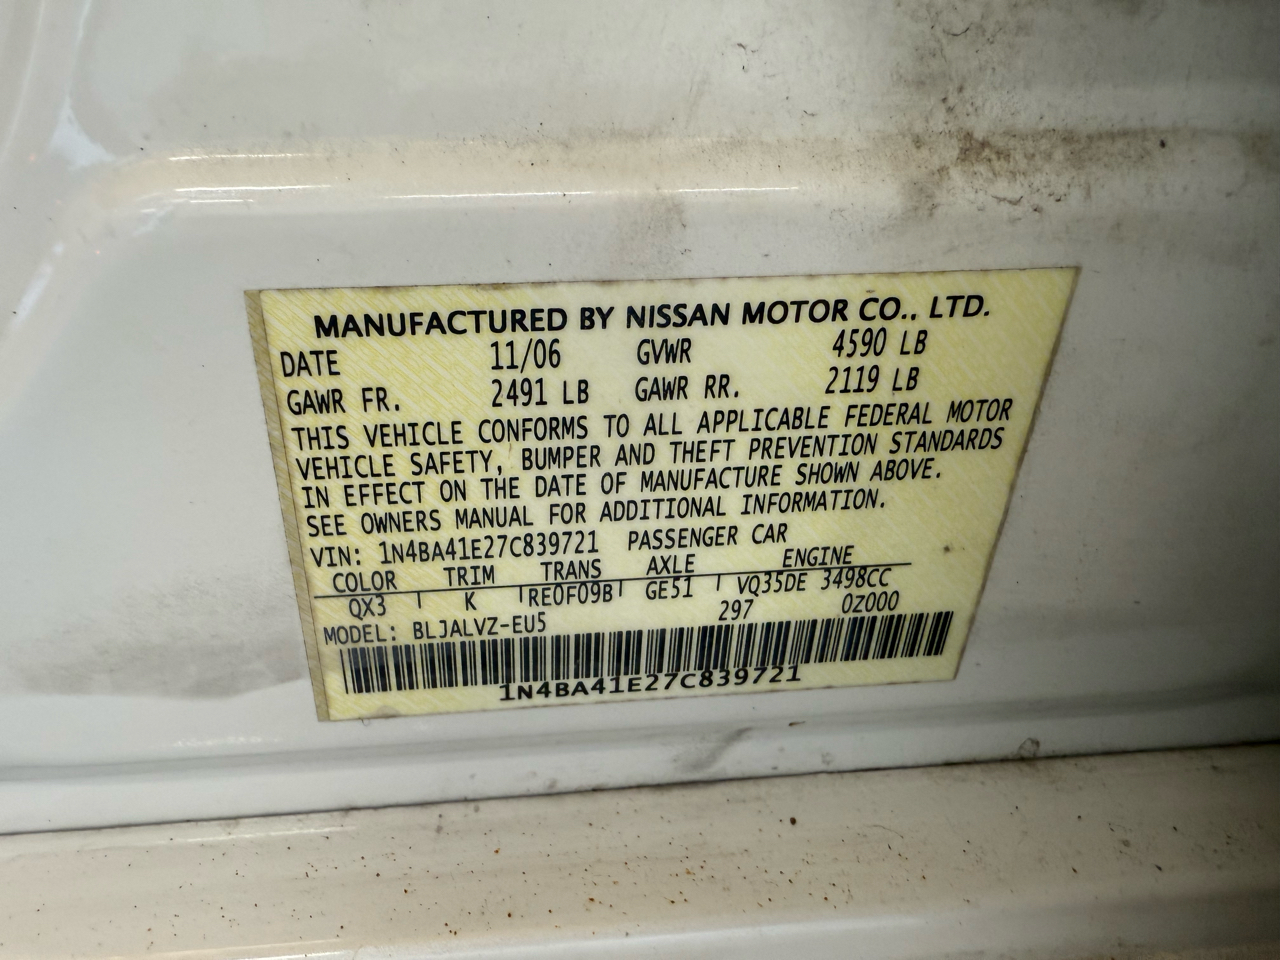 MANUFACTURED BY NISSAN MOTOR CO., LTD.
DATE 11/06 GVWR 4590 LB
GAWR FR. 2491 LB GAWR RR. 2119 LB
THIS VEHICLE CONFORMS TO ALL APPLICABLE FEDERAL MOTOR
VEHICLE SAFETY, BUMPER AND THEFT PREVENTION STANDARDS
IN EFFECT ON THE DATE OF MANUFACTURE SHOWN ABOVE.
SEE OWNERS MANUAL FOR ADDITIONAL INFORMATION.
VIN: 1N4BA41E27C839721 PASSENGER CAR
COLOR TRIM TRANS AXLE ENGINE
QX3 K RE0F09B GE51 VQ35DE 3498CC
MODEL: BLJALVZ-EU5 297 0Z000
1N4BA41E27C839721